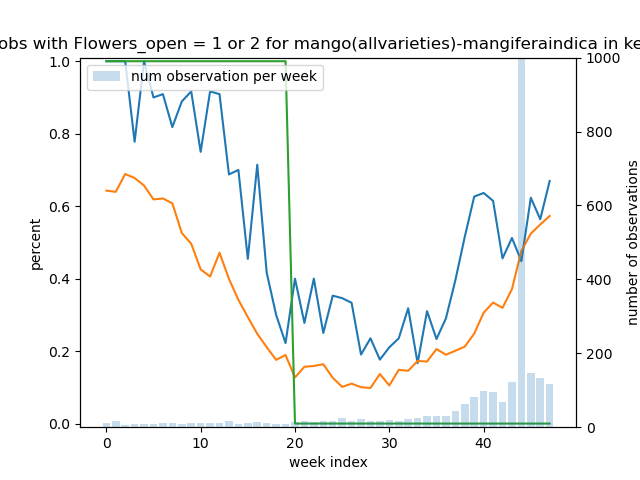 obs with Flowers_open = 1 or 2 for mango(allvarieties)-mangiferaindica in ke
num observation per week
percent
1.0
0.8
0.6
0.4
0.2
0.0
1000
800
600
400
200
0
number of observations
0 10 20 30 40
week index